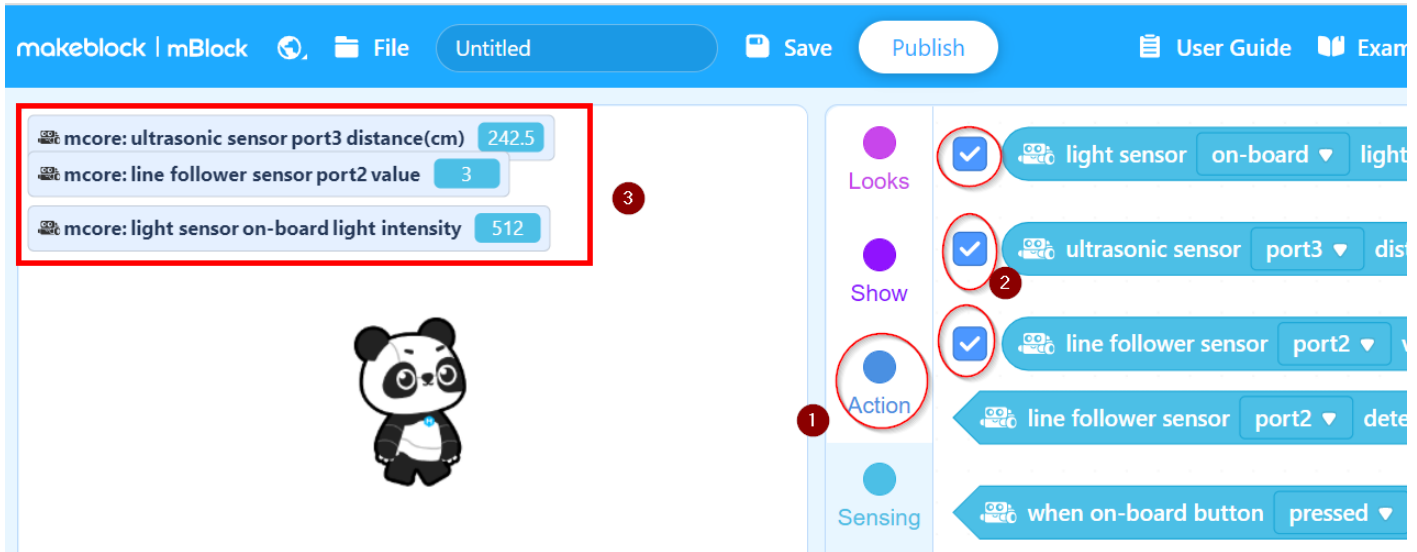 makeblock | mBlock File Untitled Save Publish User Guide Exam
mcore: ultrasonic sensor port3 distance(cm) 242.5
mcore: line follower sensor port2 value 3
mcore: light sensor on-board light intensity 512
3
Looks
Show
Action
1
Sensing
light sensor on-board light
ultrasonic sensor port3 dist
2
line follower sensor port2 v
line follower sensor port2 dete
when on-board button pressed